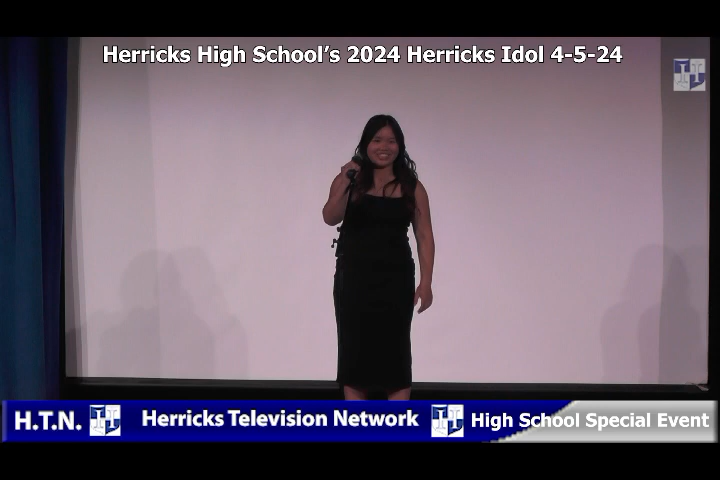 Herricks High School's 2024 Herricks Idol 4-5-24
H.T.N. Herricks Television Network High School Special Event